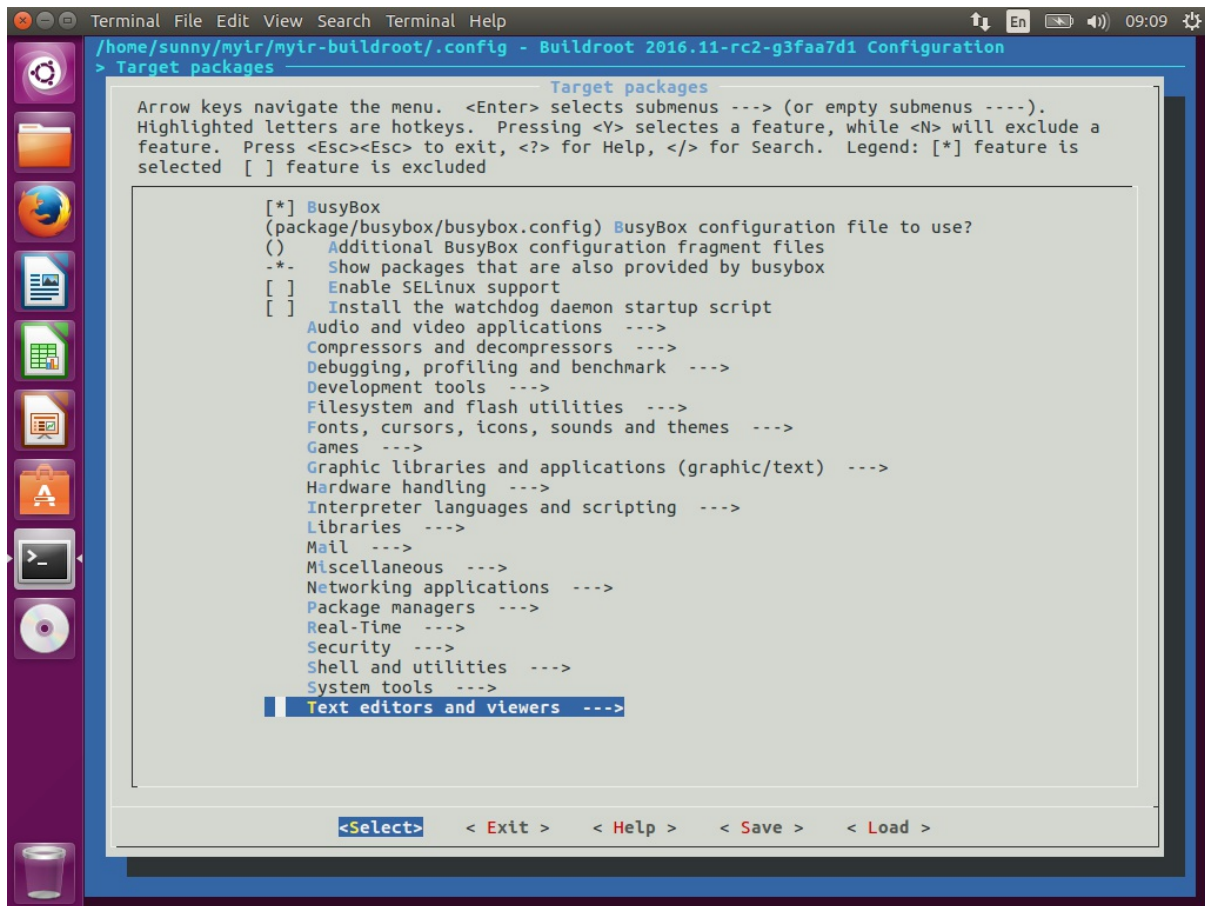 Terminal File Edit View Search Terminal Help En 09:09
/home/sunny/myir/myir-buildroot/.config - Buildroot 2016.11-rc2-g3faa7d1 Configuration
> Target packages
Target packages
Arrow keys navigate the menu.  <Enter> selects submenus ---> (or empty submenus ----).
Highlighted letters are hotkeys.  Pressing <Y> selectes a feature, while <N> will exclude a
feature.  Press <Esc><Esc> to exit, <?> for Help, </> for Search.  Legend: [*] feature is
selected  [ ] feature is excluded
[*] BusyBox
(package/busybox/busybox.config) BusyBox configuration file to use?
()    Additional BusyBox configuration fragment files
-*-   Show packages that are also provided by busybox
[ ]   Enable SELinux support
[ ]   Install the watchdog daemon startup script
Audio and video applications  --->
Compressors and decompressors  --->
Debugging, profiling and benchmark  --->
Development tools  --->
Filesystem and flash utilities  --->
Fonts, cursors, icons, sounds and themes  --->
Games  --->
Graphic libraries and applications (graphic/text)  --->
Hardware handling  --->
Interpreter languages and scripting  --->
Libraries  --->
Mail  --->
Miscellaneous  --->
Networking applications  --->
Package managers  --->
Real-Time  --->
Security  --->
Shell and utilities  --->
System tools  --->
Text editors and viewers  --->
<Select>    < Exit >    < Help >    < Save >    < Load >